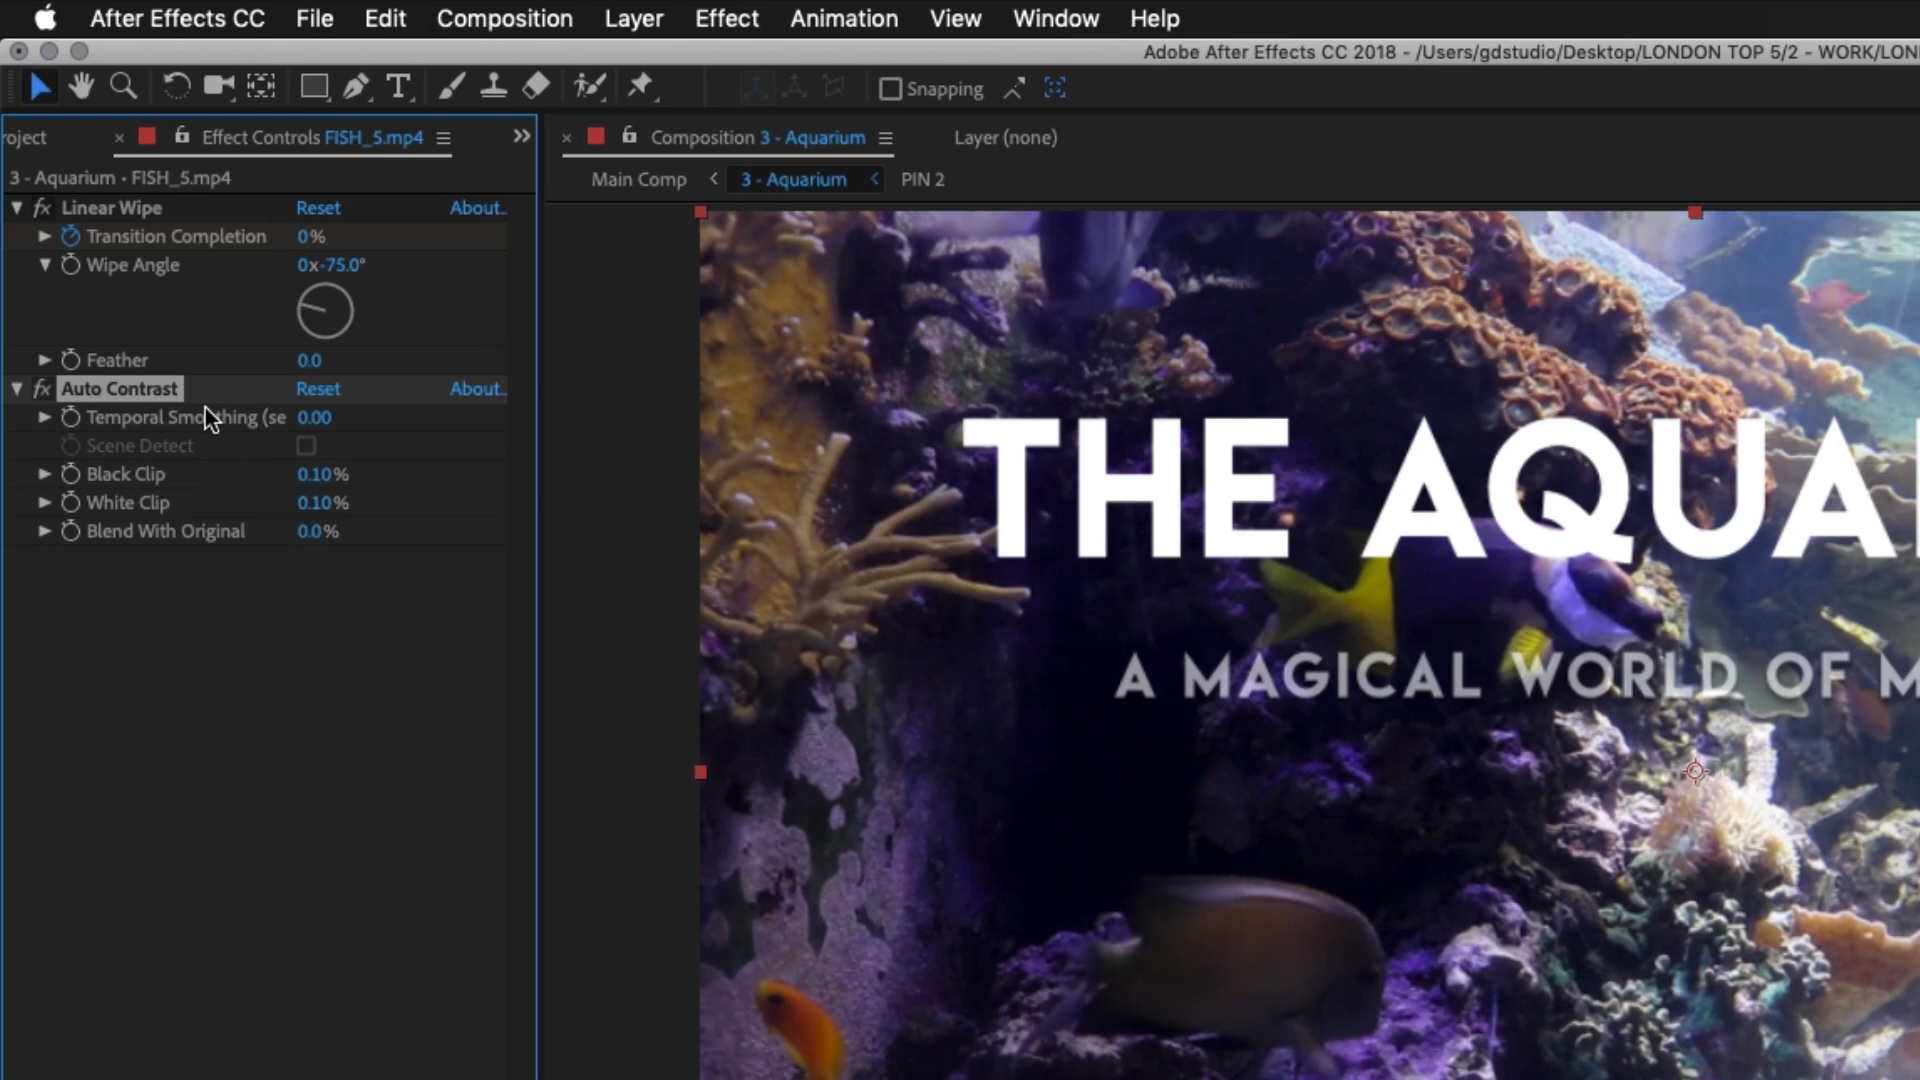 After Effects CC File Edit Composition Layer Effect Animation View Window Help
Adobe After Effects CC 2018 - /Users/gdstudio/Desktop/LONDON TOP 5/2 - WORK/LON
T Snapping
roject × Effect Controls FISH_5.mp4 ≡ »
× Composition 3 - Aquarium ≡ Layer (none)
3 - Aquarium • FISH_5.mp4
Main Comp < 3 - Aquarium < PIN 2
fx Linear Wipe Reset About..
Transition Completion 0%
Wipe Angle 0x-75.0°
Feather 0.0
fx Auto Contrast Reset About..
Temporal Smoothing (se 0.00
Scene Detect
Black Clip 0.10%
White Clip 0.10%
Blend With Original 0.0%
THE AQUA
A MAGICAL WORLD OF M